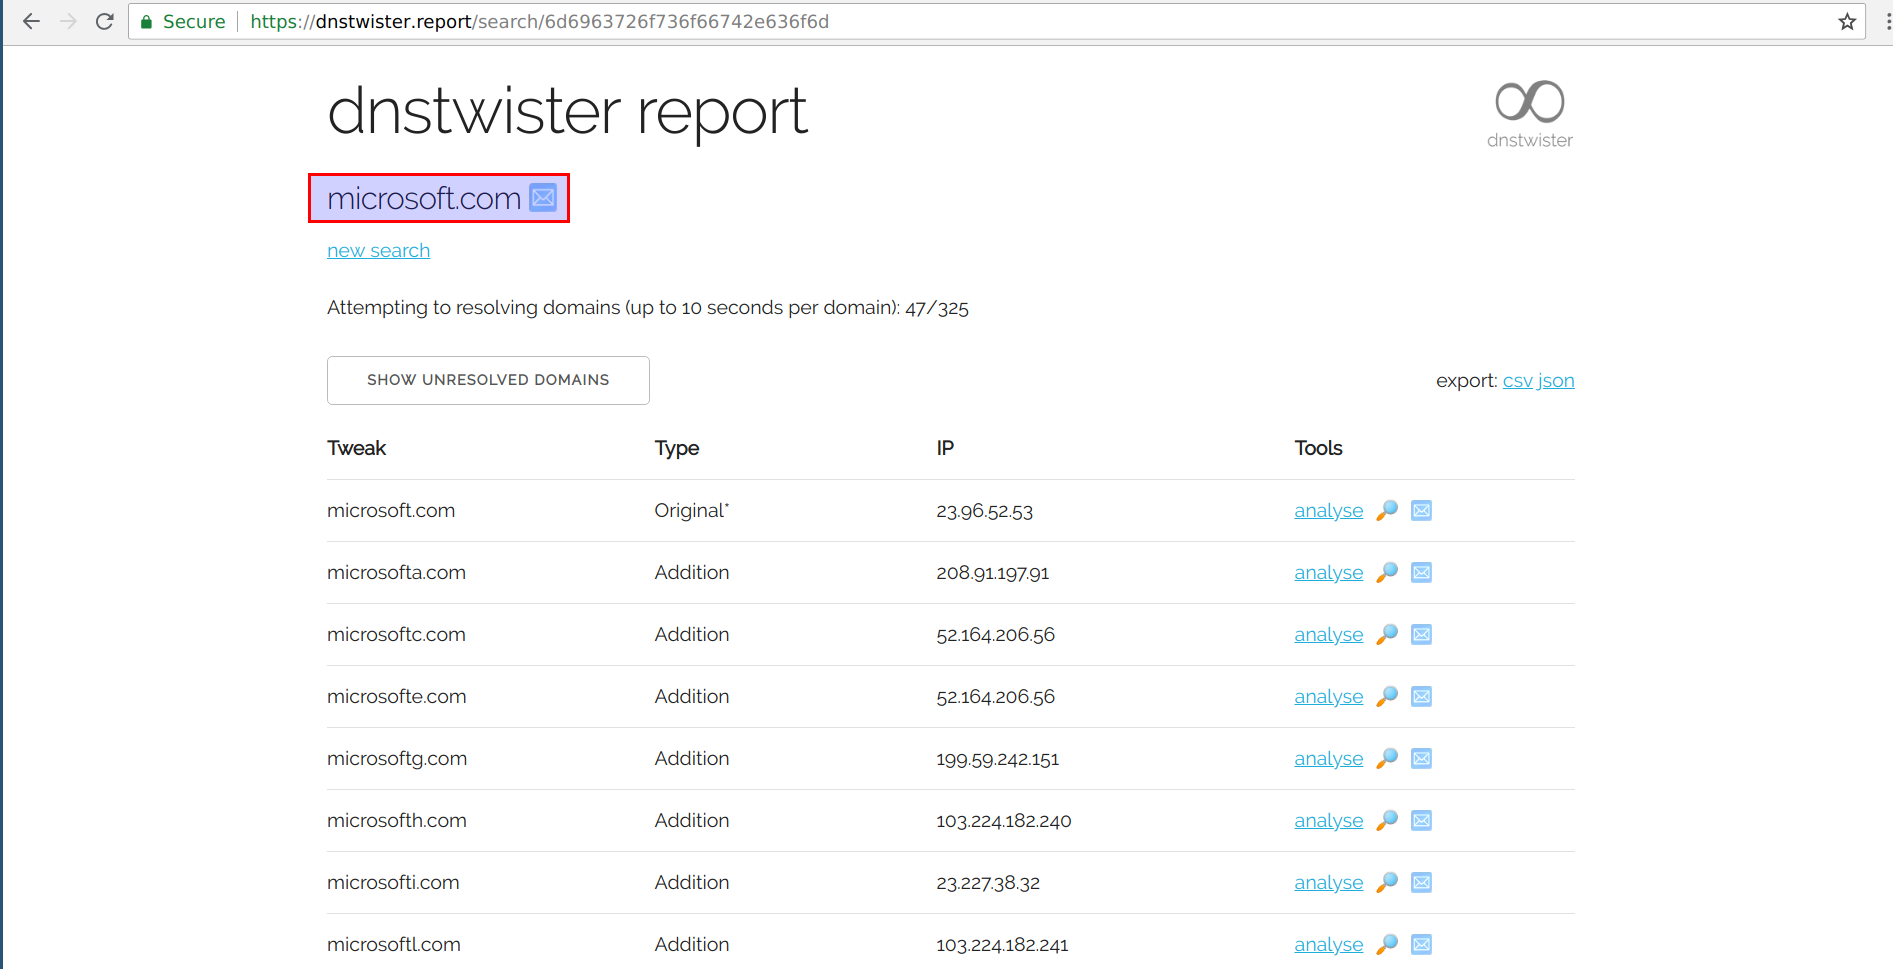 Secure https://dnstwister.report/search/6d6963726f736f66742e636f6d
dnstwister report
dnstwister
microsoft.com
new search
Attempting to resolving domains (up to 10 seconds per domain): 47/325
SHOW UNRESOLVED DOMAINS export: csv json
Tweak Type IP Tools
microsoft.com Original* 23.96.52.53 analyse
microsofta.com Addition 208.91.197.91 analyse
microsoftc.com Addition 52.164.206.56 analyse
microsofte.com Addition 52.164.206.56 analyse
microsoftg.com Addition 199.59.242.151 analyse
microsofth.com Addition 103.224.182.240 analyse
microsofti.com Addition 23.227.38.32 analyse
microsoftl.com Addition 103.224.182.241 analyse